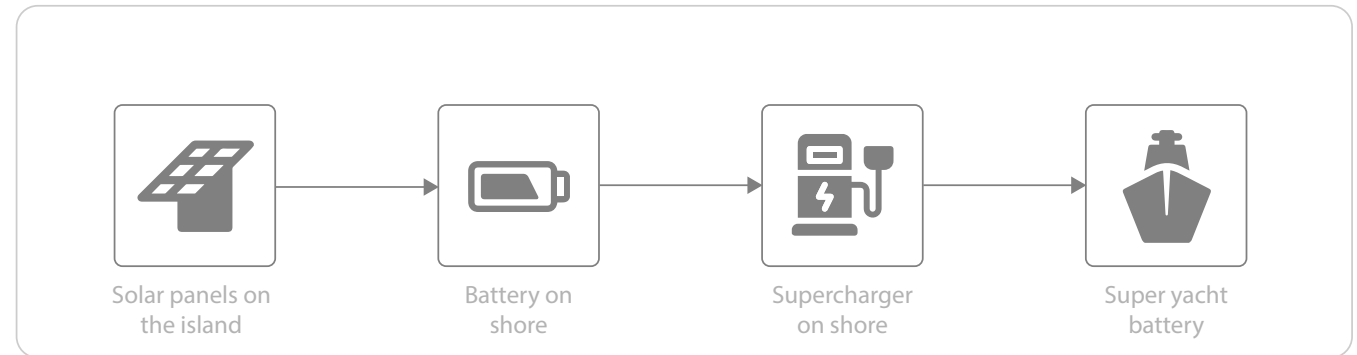 Solar panels on
the island
Battery on
shore
Supercharger
on shore
Super yacht
battery